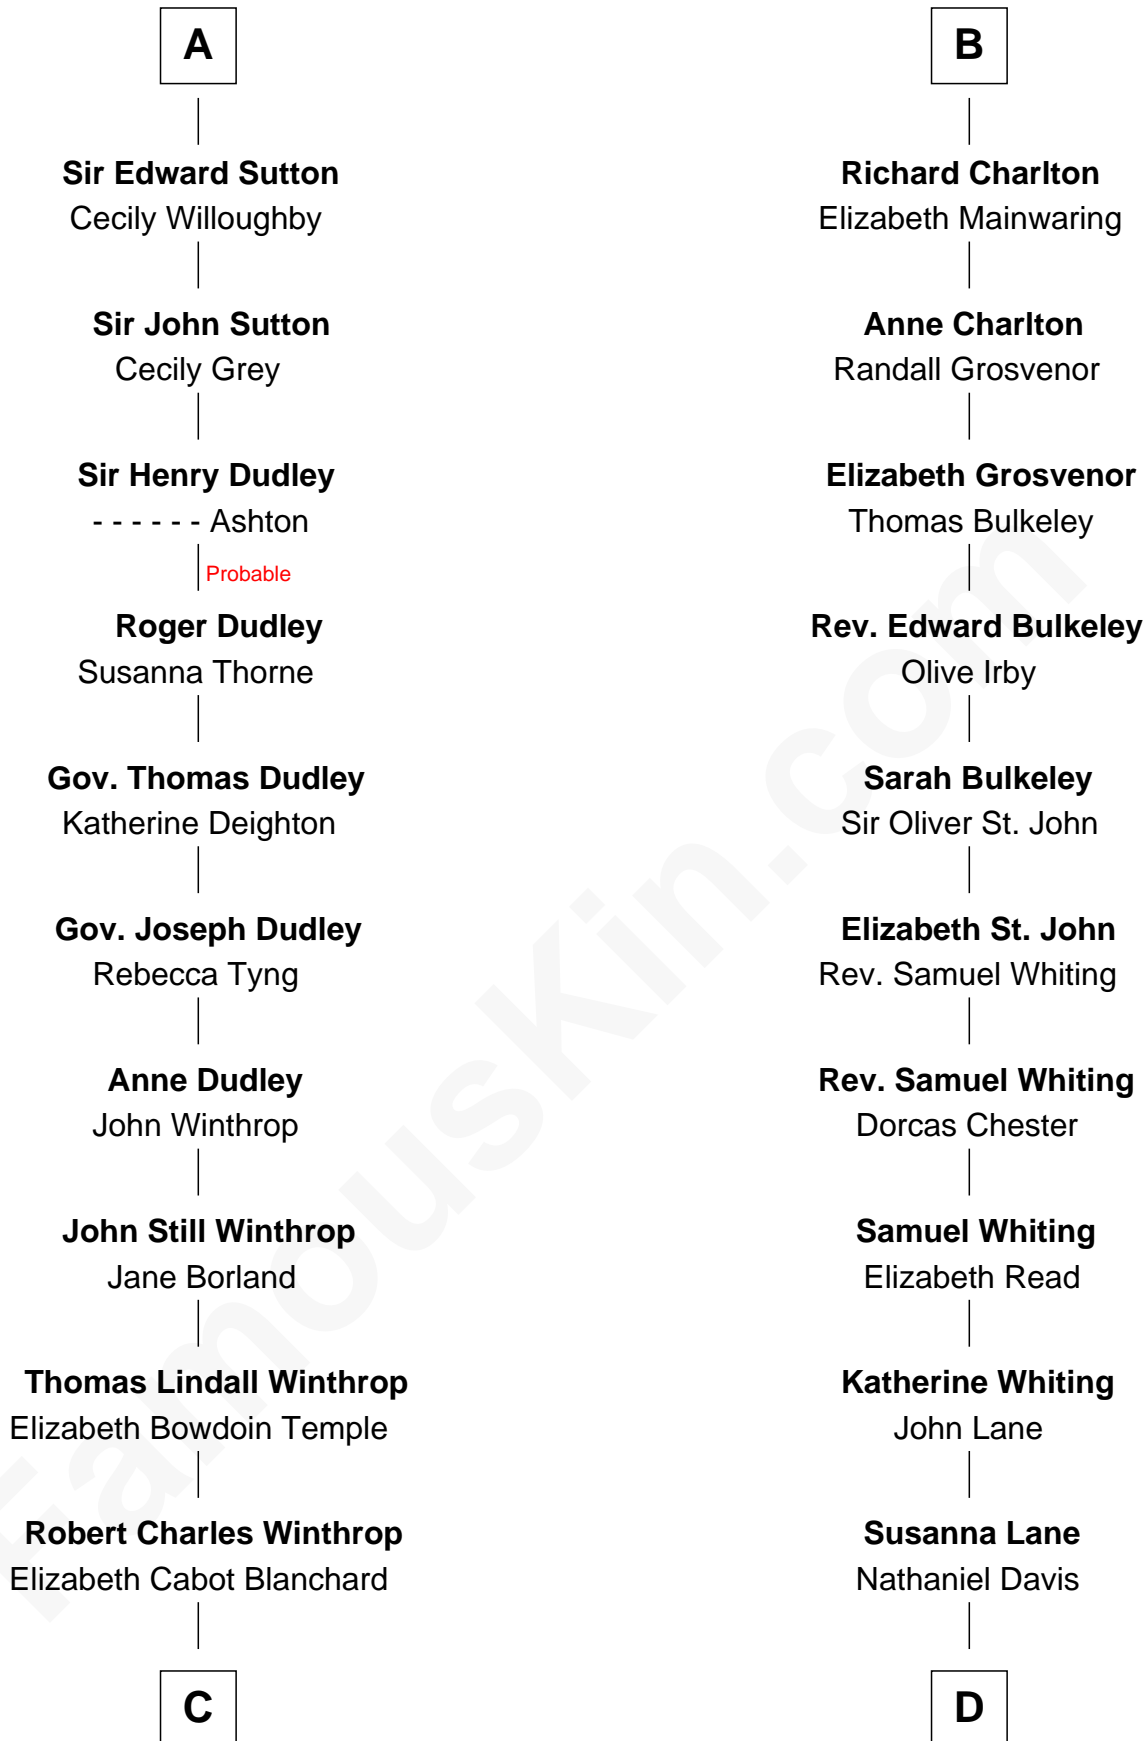 A
Sir Edward Sutton
Cecily Willoughby
Sir John Sutton
Cecily Grey
Sir Henry Dudley
- - - - - - Ashton
Probable
Roger Dudley
Susanna Thorne
Gov. Thomas Dudley
Katherine Deighton
Gov. Joseph Dudley
Rebecca Tyng
Anne Dudley
John Winthrop
John Still Winthrop
Jane Borland
Thomas Lindall Winthrop
Elizabeth Bowdoin Temple
Robert Charles Winthrop
Elizabeth Cabot Blanchard
C
B
Richard Charlton
Elizabeth Mainwaring
Anne Charlton
Randall Grosvenor
Elizabeth Grosvenor
Thomas Bulkeley
Rev. Edward Bulkeley
Olive Irby
Sarah Bulkeley
Sir Oliver St. John
Elizabeth St. John
Rev. Samuel Whiting
Rev. Samuel Whiting
Dorcas Chester
Samuel Whiting
Elizabeth Read
Katherine Whiting
John Lane
Susanna Lane
Nathaniel Davis
D
FamousKin.com